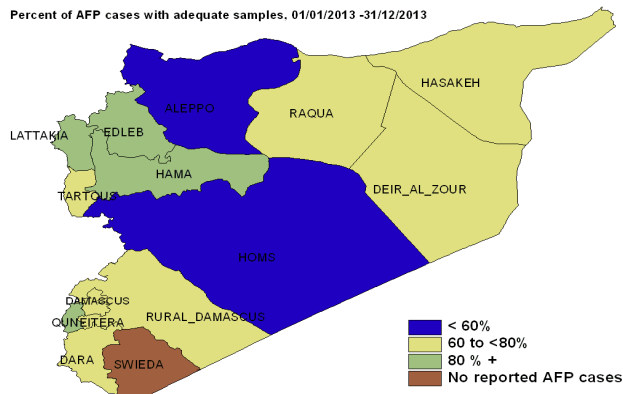 Percent of AFP cases with adequate samples, 01/01/2013 -31/12/2013
HASAKEH
ALEPPO
RAQUA
LATTAKIA
EDLEB
HAMA
DEIR_AL_ZOUR
TARTOUS
HOMS
DAMASCUS
RURAL_DAMASCUS
QUNEITERA
DARA
SWIEDA
< 60%
60 to <80%
80 % +
No reported AFP cases